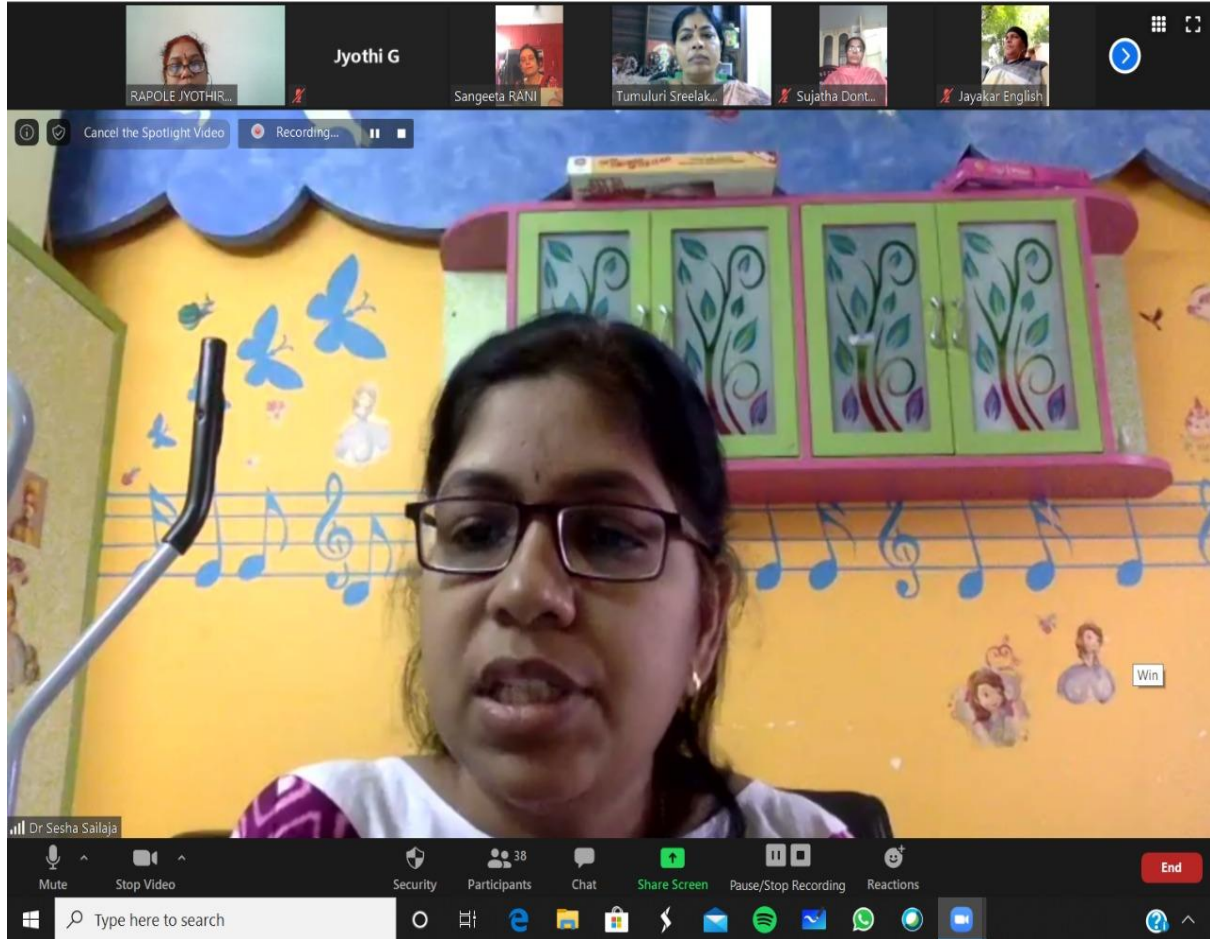 Jyothi G
RAPOLE JYOTHIR...
Sangeeta RANI
Tumuluri Sreelak...
Sujatha Dont...
Jayakar English
Cancel the Spotlight Video
Recording...
Win
Dr Sesha Sailaja
38
Mute
Stop Video
Security
Participants
Chat
Share Screen
Pause/Stop Recording
Reactions
End
Type here to search